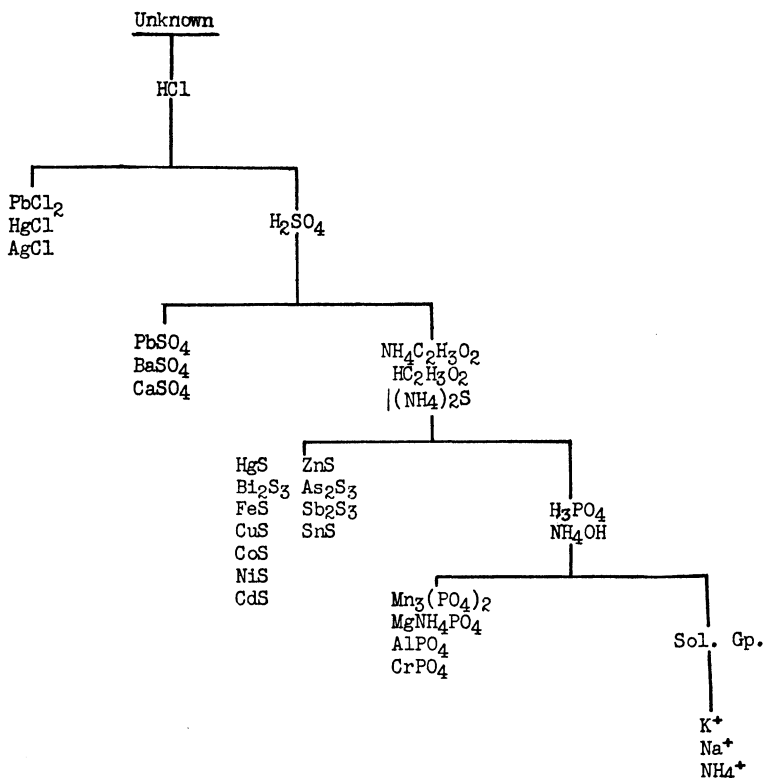 Unknown
HCl
PbCl2
HgCl
AgCl
H2SO4
PbSO4
BaSO4
CaSO4
NH4C2H3O2
HC2H3O2
(NH4)2S
HgS ZnS
Bi2S3 As2S3
FeS Sb2S3
CuS SnS
CoS
NiS
CdS
H3PO4
NH4OH
Mn3(PO4)2
MgNH4PO4
AlPO4
CrPO4
Sol. Gp.
K+
Na+
NH4+